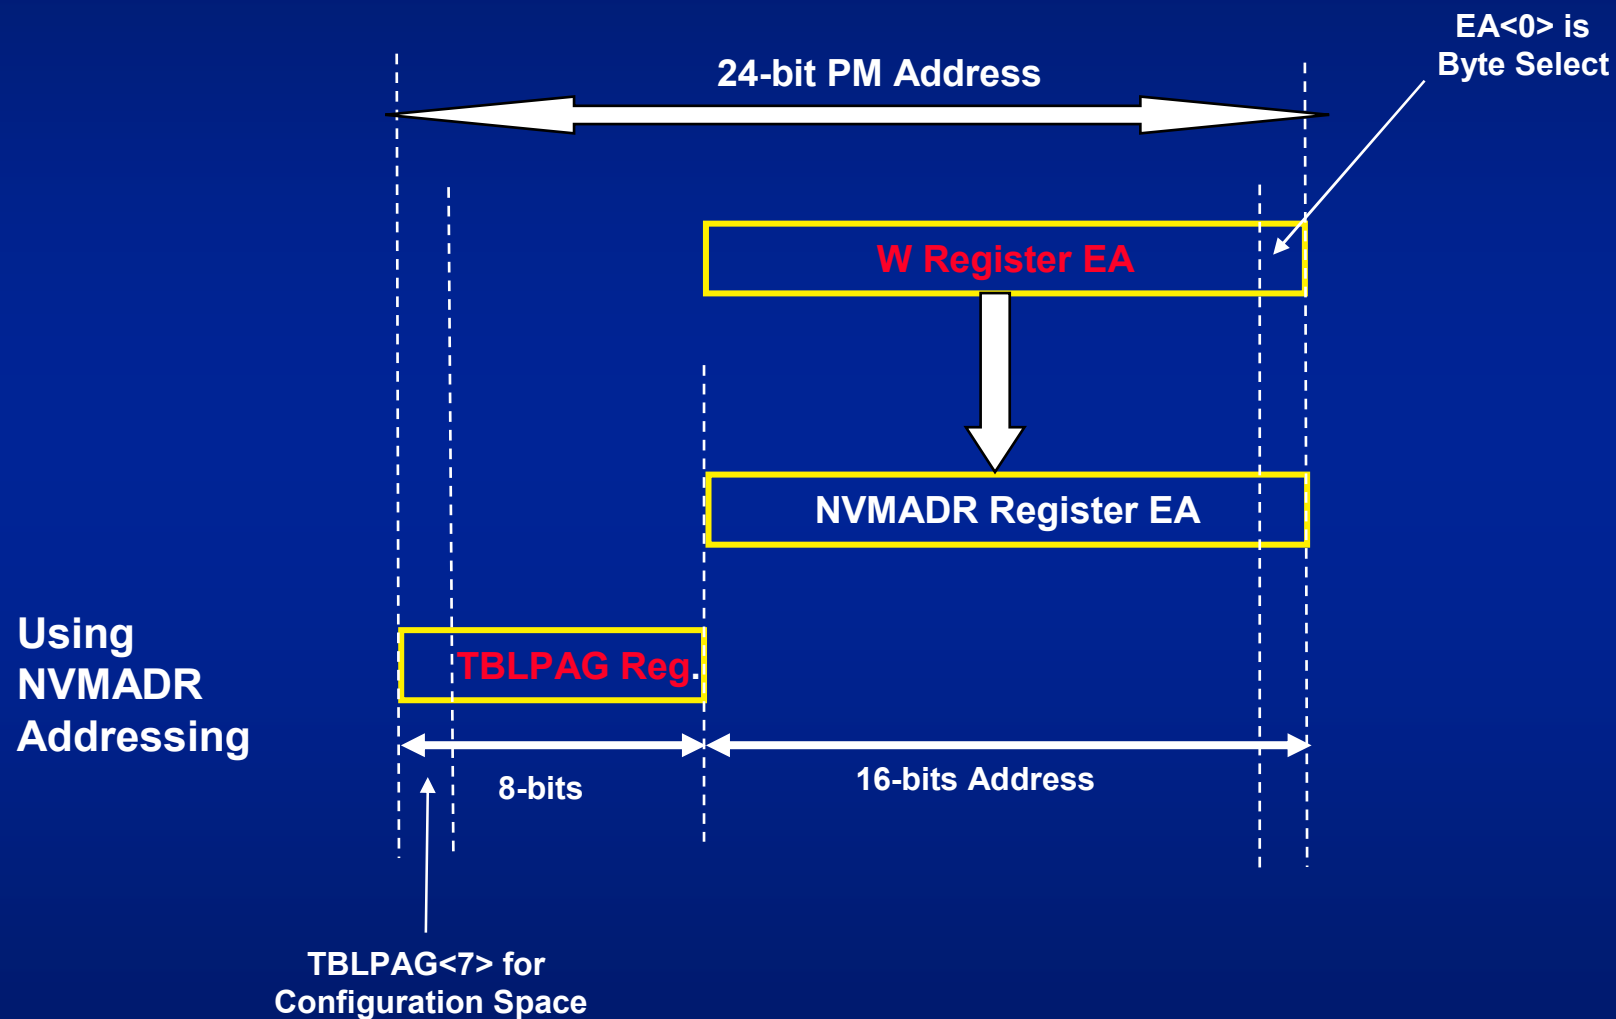 EA<0> is
Byte Select
24-bit PM Address
W Register EA
NVMADR Register EA
Using
NVMADR
Addressing
TBLPAG Reg.
8-bits
16-bits Address
TBLPAG<7> for
Configuration Space